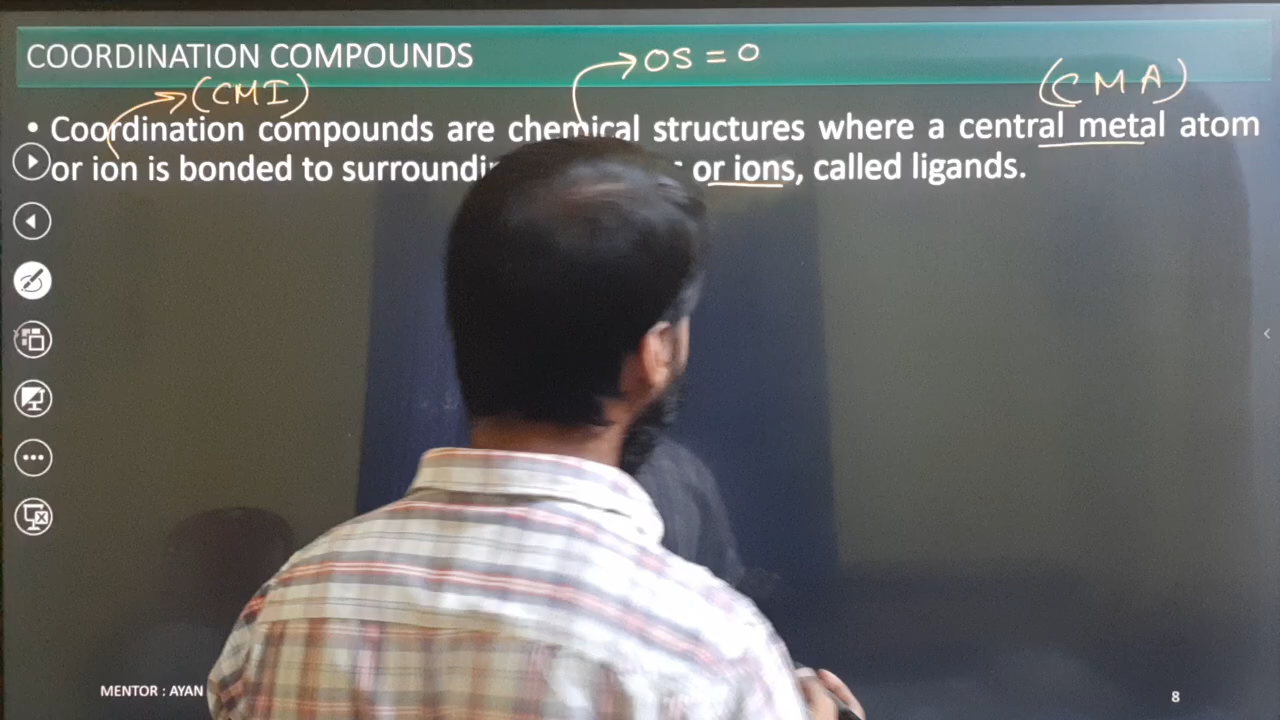 COORDINATION COMPOUNDS
OS = 0
(CMI)
(CMA)
• Coordination compounds are chemical structures where a central metal atom
or ion is bonded to or ions, called ligands.
MENTOR : AYAN
8